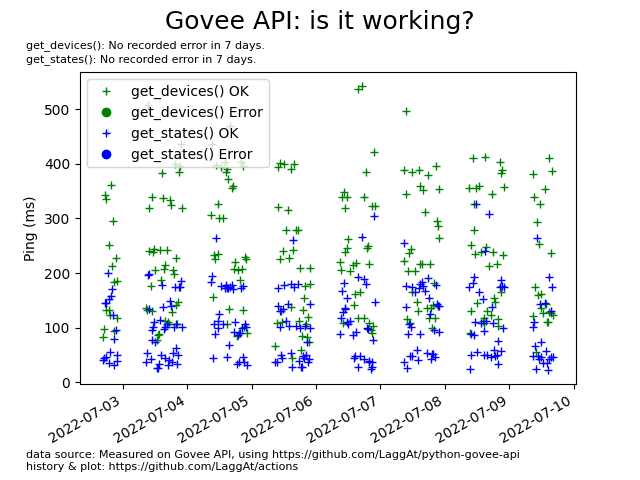 Govee API: is it working?
get_devices(): No recorded error in 7 days.
get_states(): No recorded error in 7 days.
get_devices() OK
get_devices() Error
get_states() OK
get_states() Error
Ping (ms)
500
400
300
200
100
0
2022-07-03
2022-07-04
2022-07-05
2022-07-06
2022-07-07
2022-07-08
2022-07-09
2022-07-10
data source: Measured on Govee API, using https://github.com/LaggAt/python-govee-api
history & plot: https://github.com/LaggAt/actions